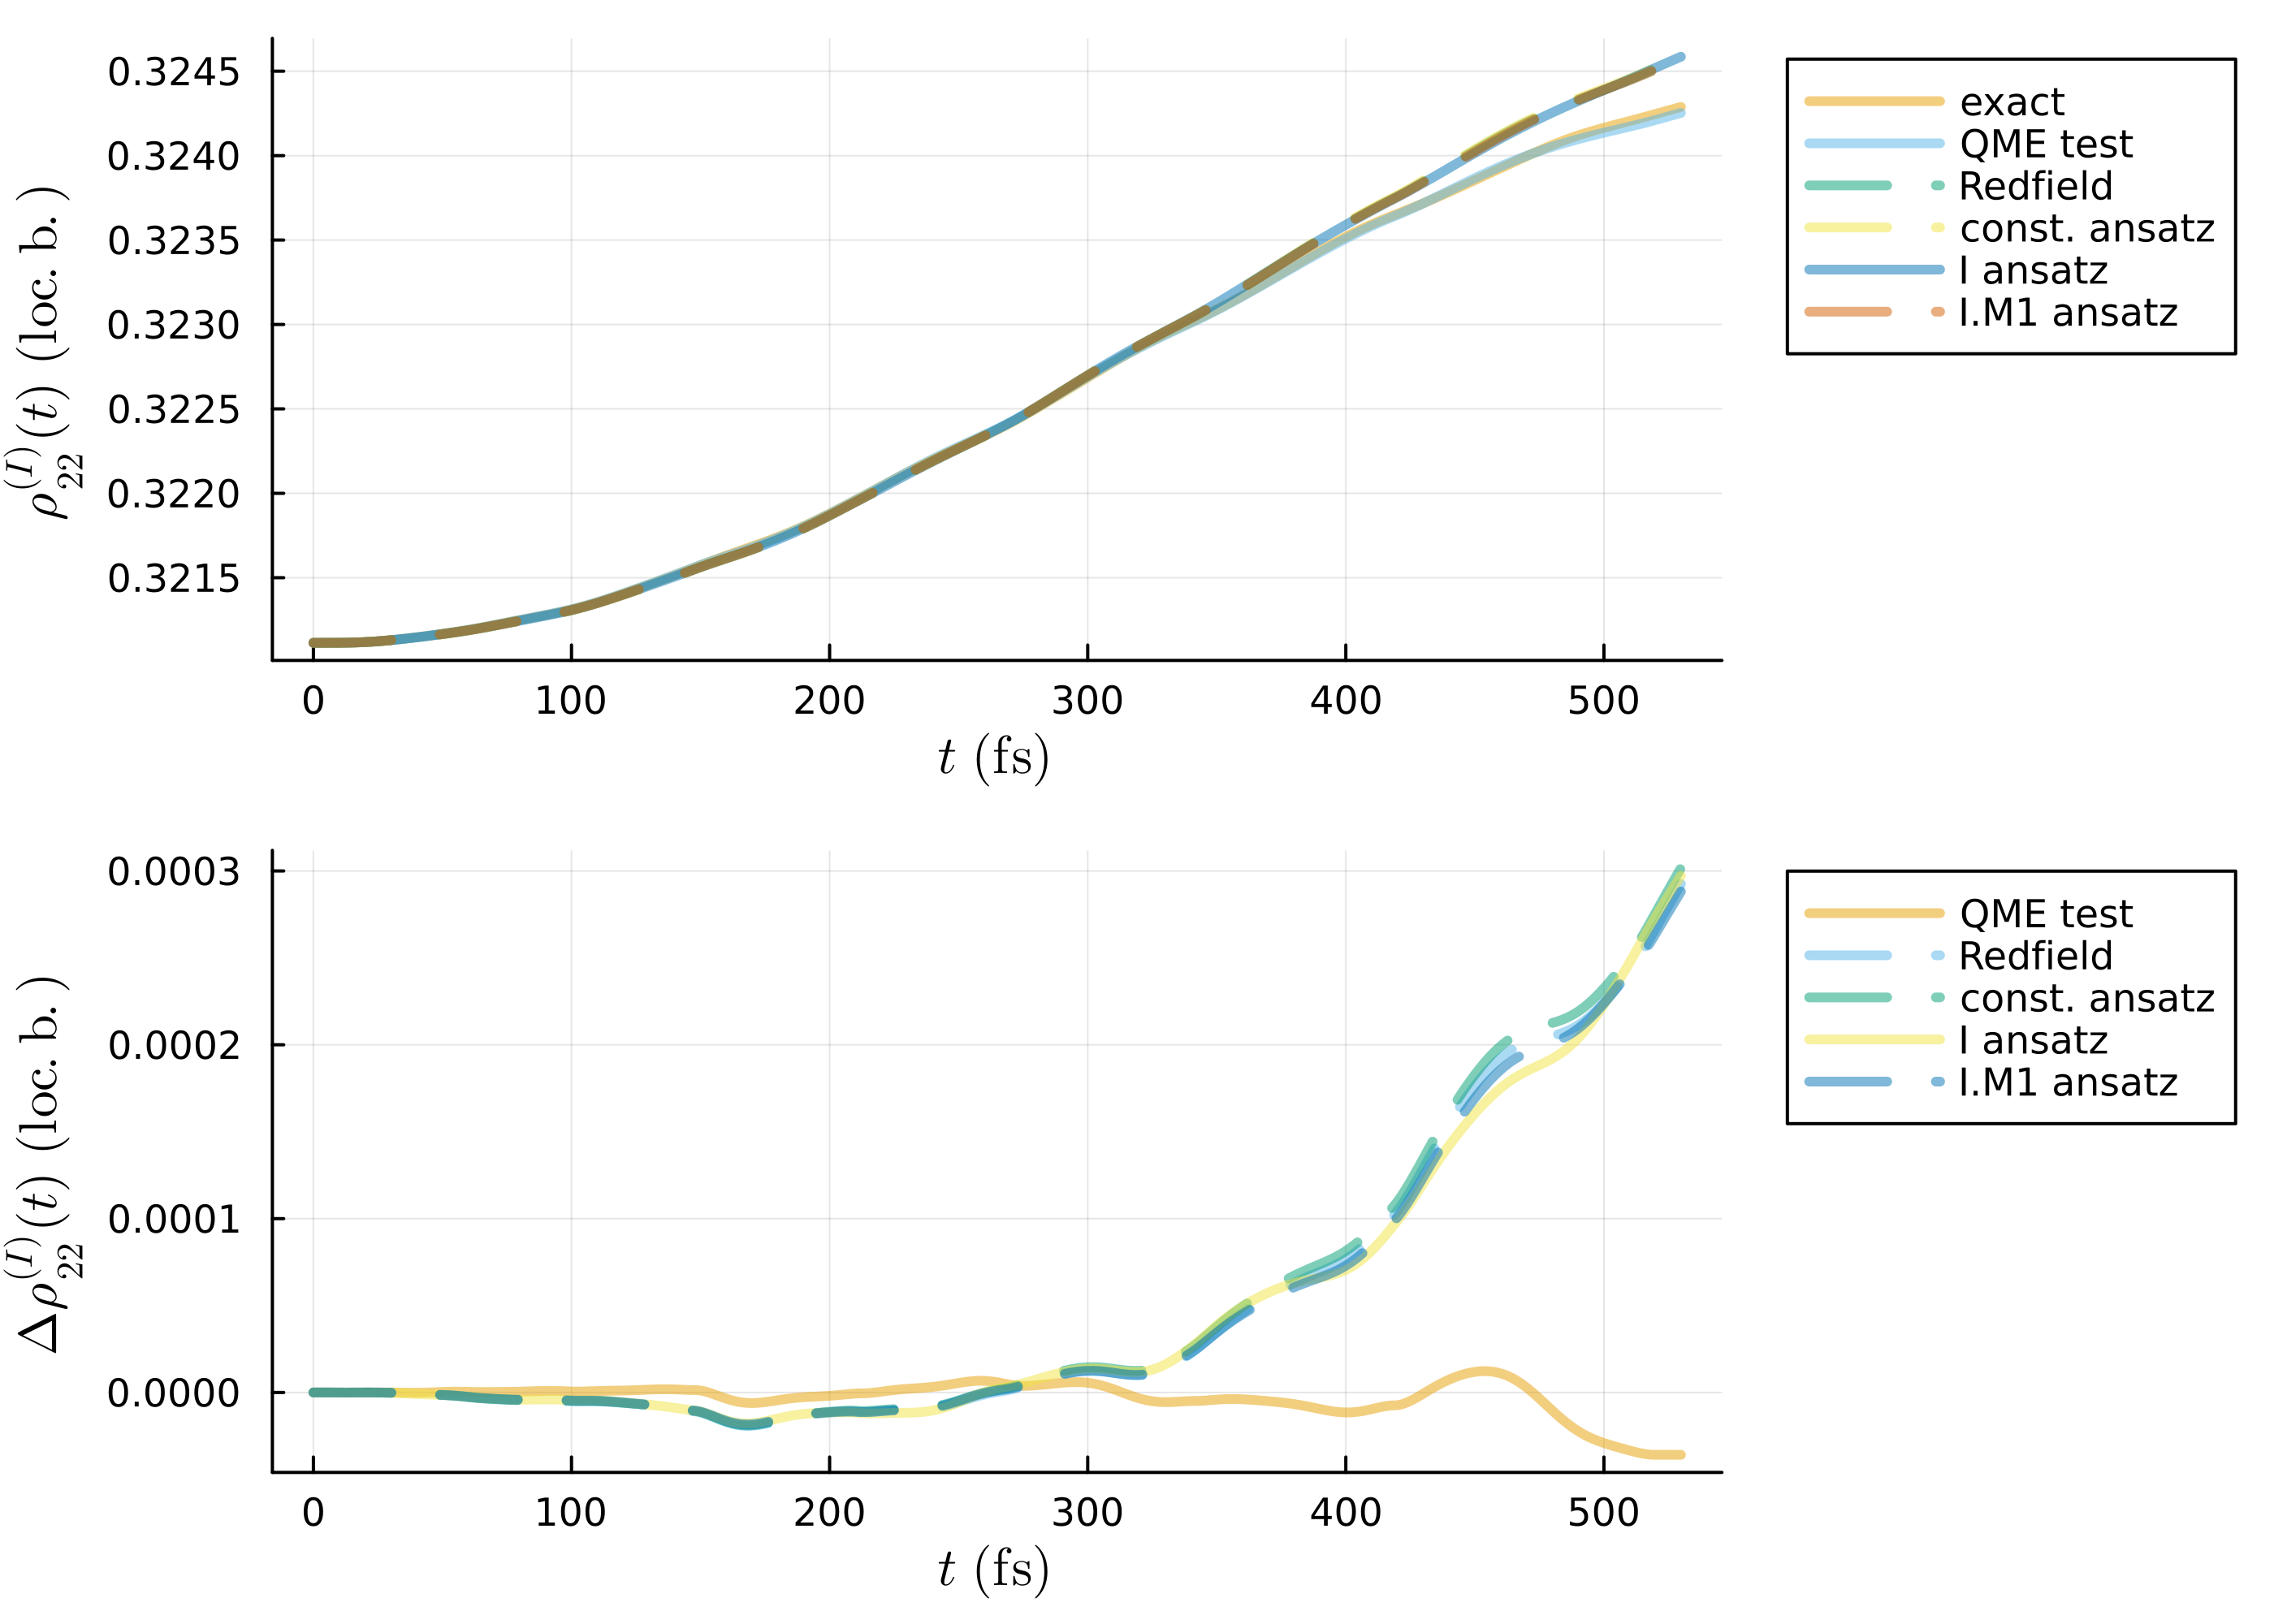 ρ₂₂⁽ᴵ⁾(t) (loc. b. )
0.3245
0.3240
0.3235
0.3230
0.3225
0.3220
0.3215
0 100 200 300 400 500
t (fs)
exact
QME test
Redfield
const. ansatz
I ansatz
I.M1 ansatz
Δρ₂₂⁽ᴵ⁾(t) (loc. b. )
0.0003
0.0002
0.0001
0.0000
0 100 200 300 400 500
t (fs)
QME test
Redfield
const. ansatz
I ansatz
I.M1 ansatz